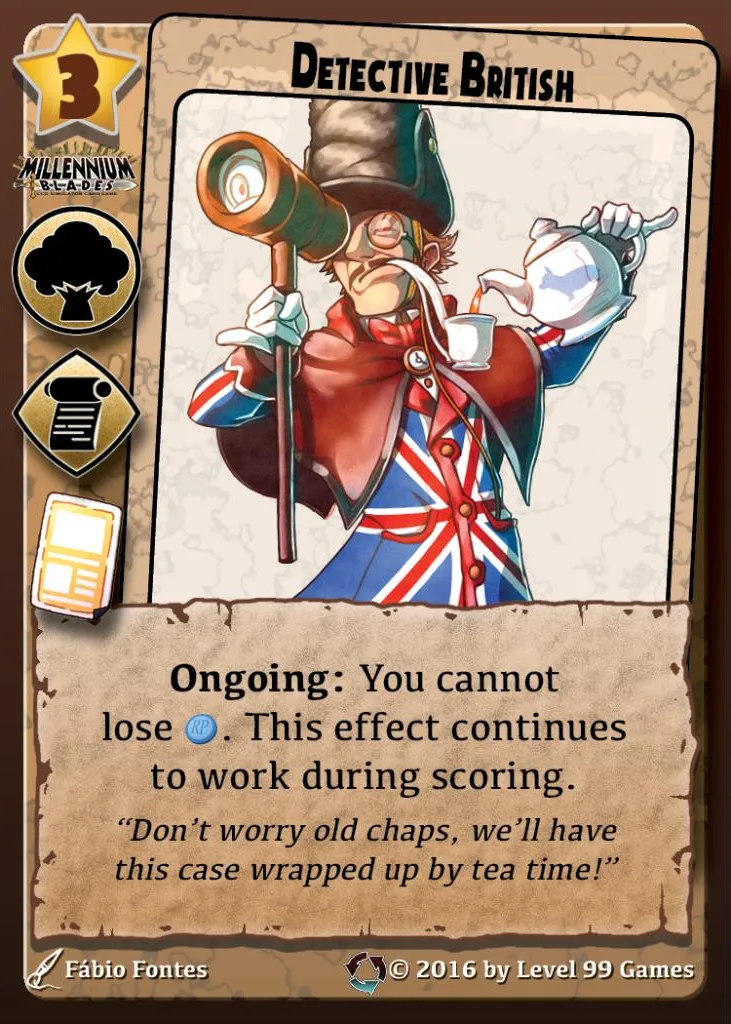 3
DETECTIVE BRITISH
MILLENNIUM
BLADES
Ongoing: You cannot
lose RP. This effect continues
to work during scoring.
“Don’t worry old chaps, we’ll have
this case wrapped up by tea time!”
Fábio Fontes
© 2016 by Level 99 Games